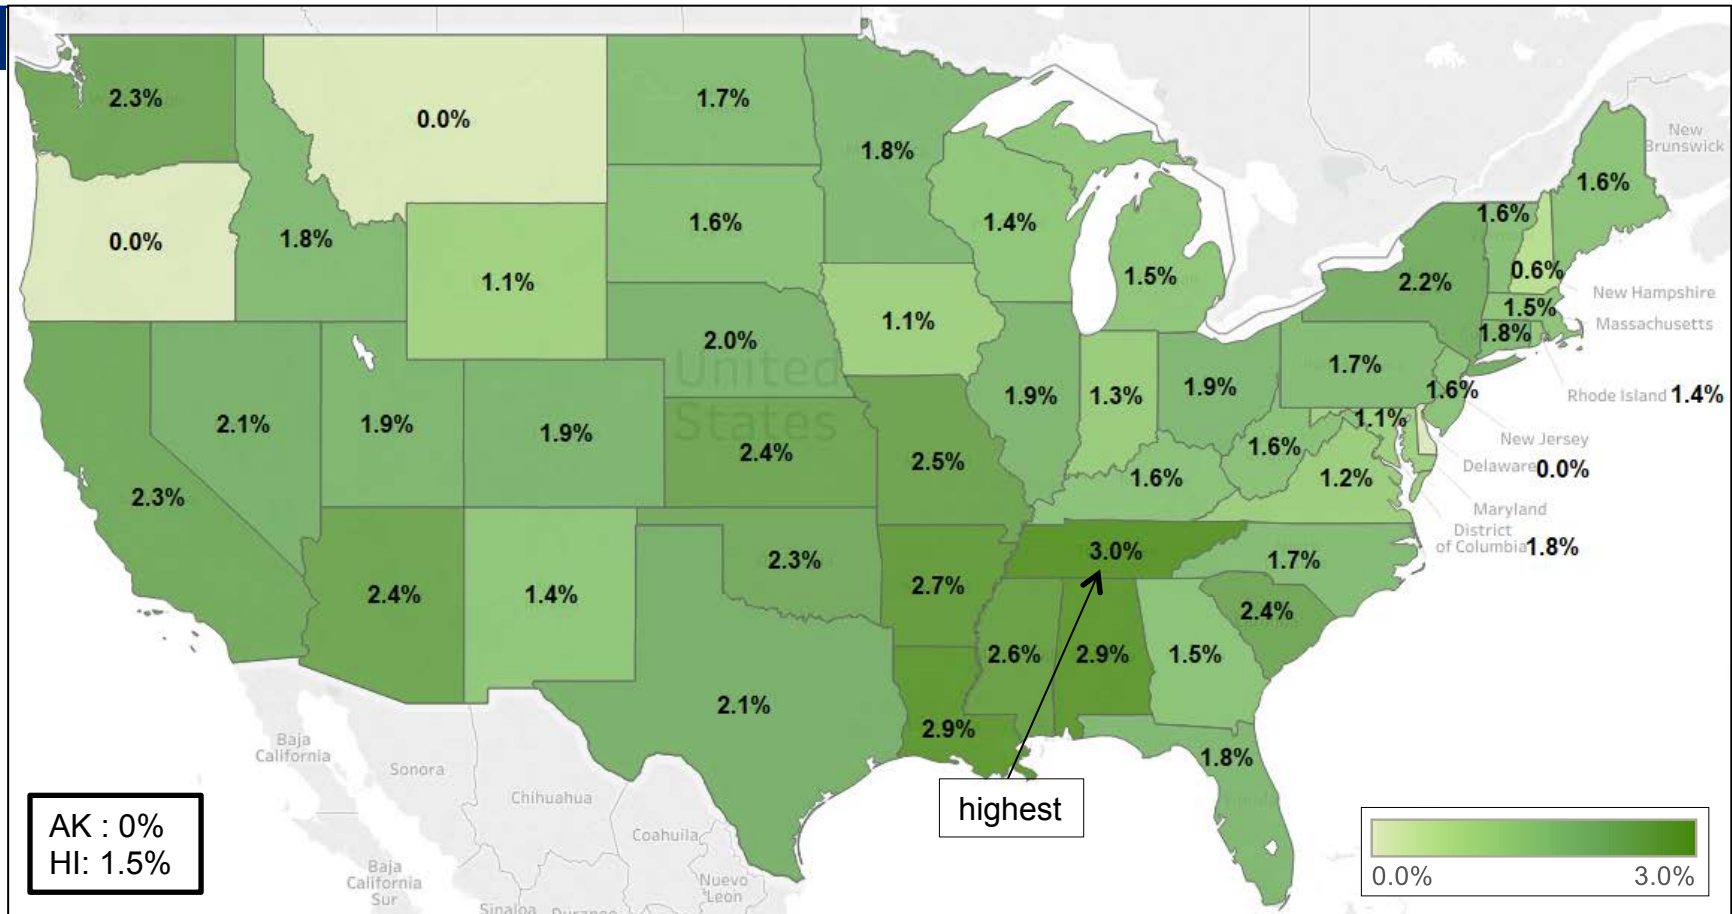 2.3%
0.0%
1.7%
1.8%
1.6%
New
Brunswick
0.0%
1.8%
1.1%
1.6%
1.4%
1.5%
2.2%
1.6%
0.6%
New Hampshire
1.5%
Massachusetts
1.8%
1.1%
2.0%
United
States
1.9%
1.3%
1.9%
1.7%
1.6%
Rhode Island 1.4%
2.3%
2.1%
1.9%
1.9%
2.4%
2.5%
1.6%
1.6%
1.1%
1.2%
New Jersey
Delaware 0.0%
Maryland
District
of Columbia 1.8%
2.4%
1.4%
2.3%
2.7%
3.0%
1.7%
2.4%
2.1%
2.9%
2.6%
2.9%
1.5%
1.8%
highest
Baja
California
Sonora
Chihuahua
Coahuila
Baja
California
Sur
Sinaloa
Durango
Nuevo
Leon
AK : 0%
HI: 1.5%
0.0%
3.0%